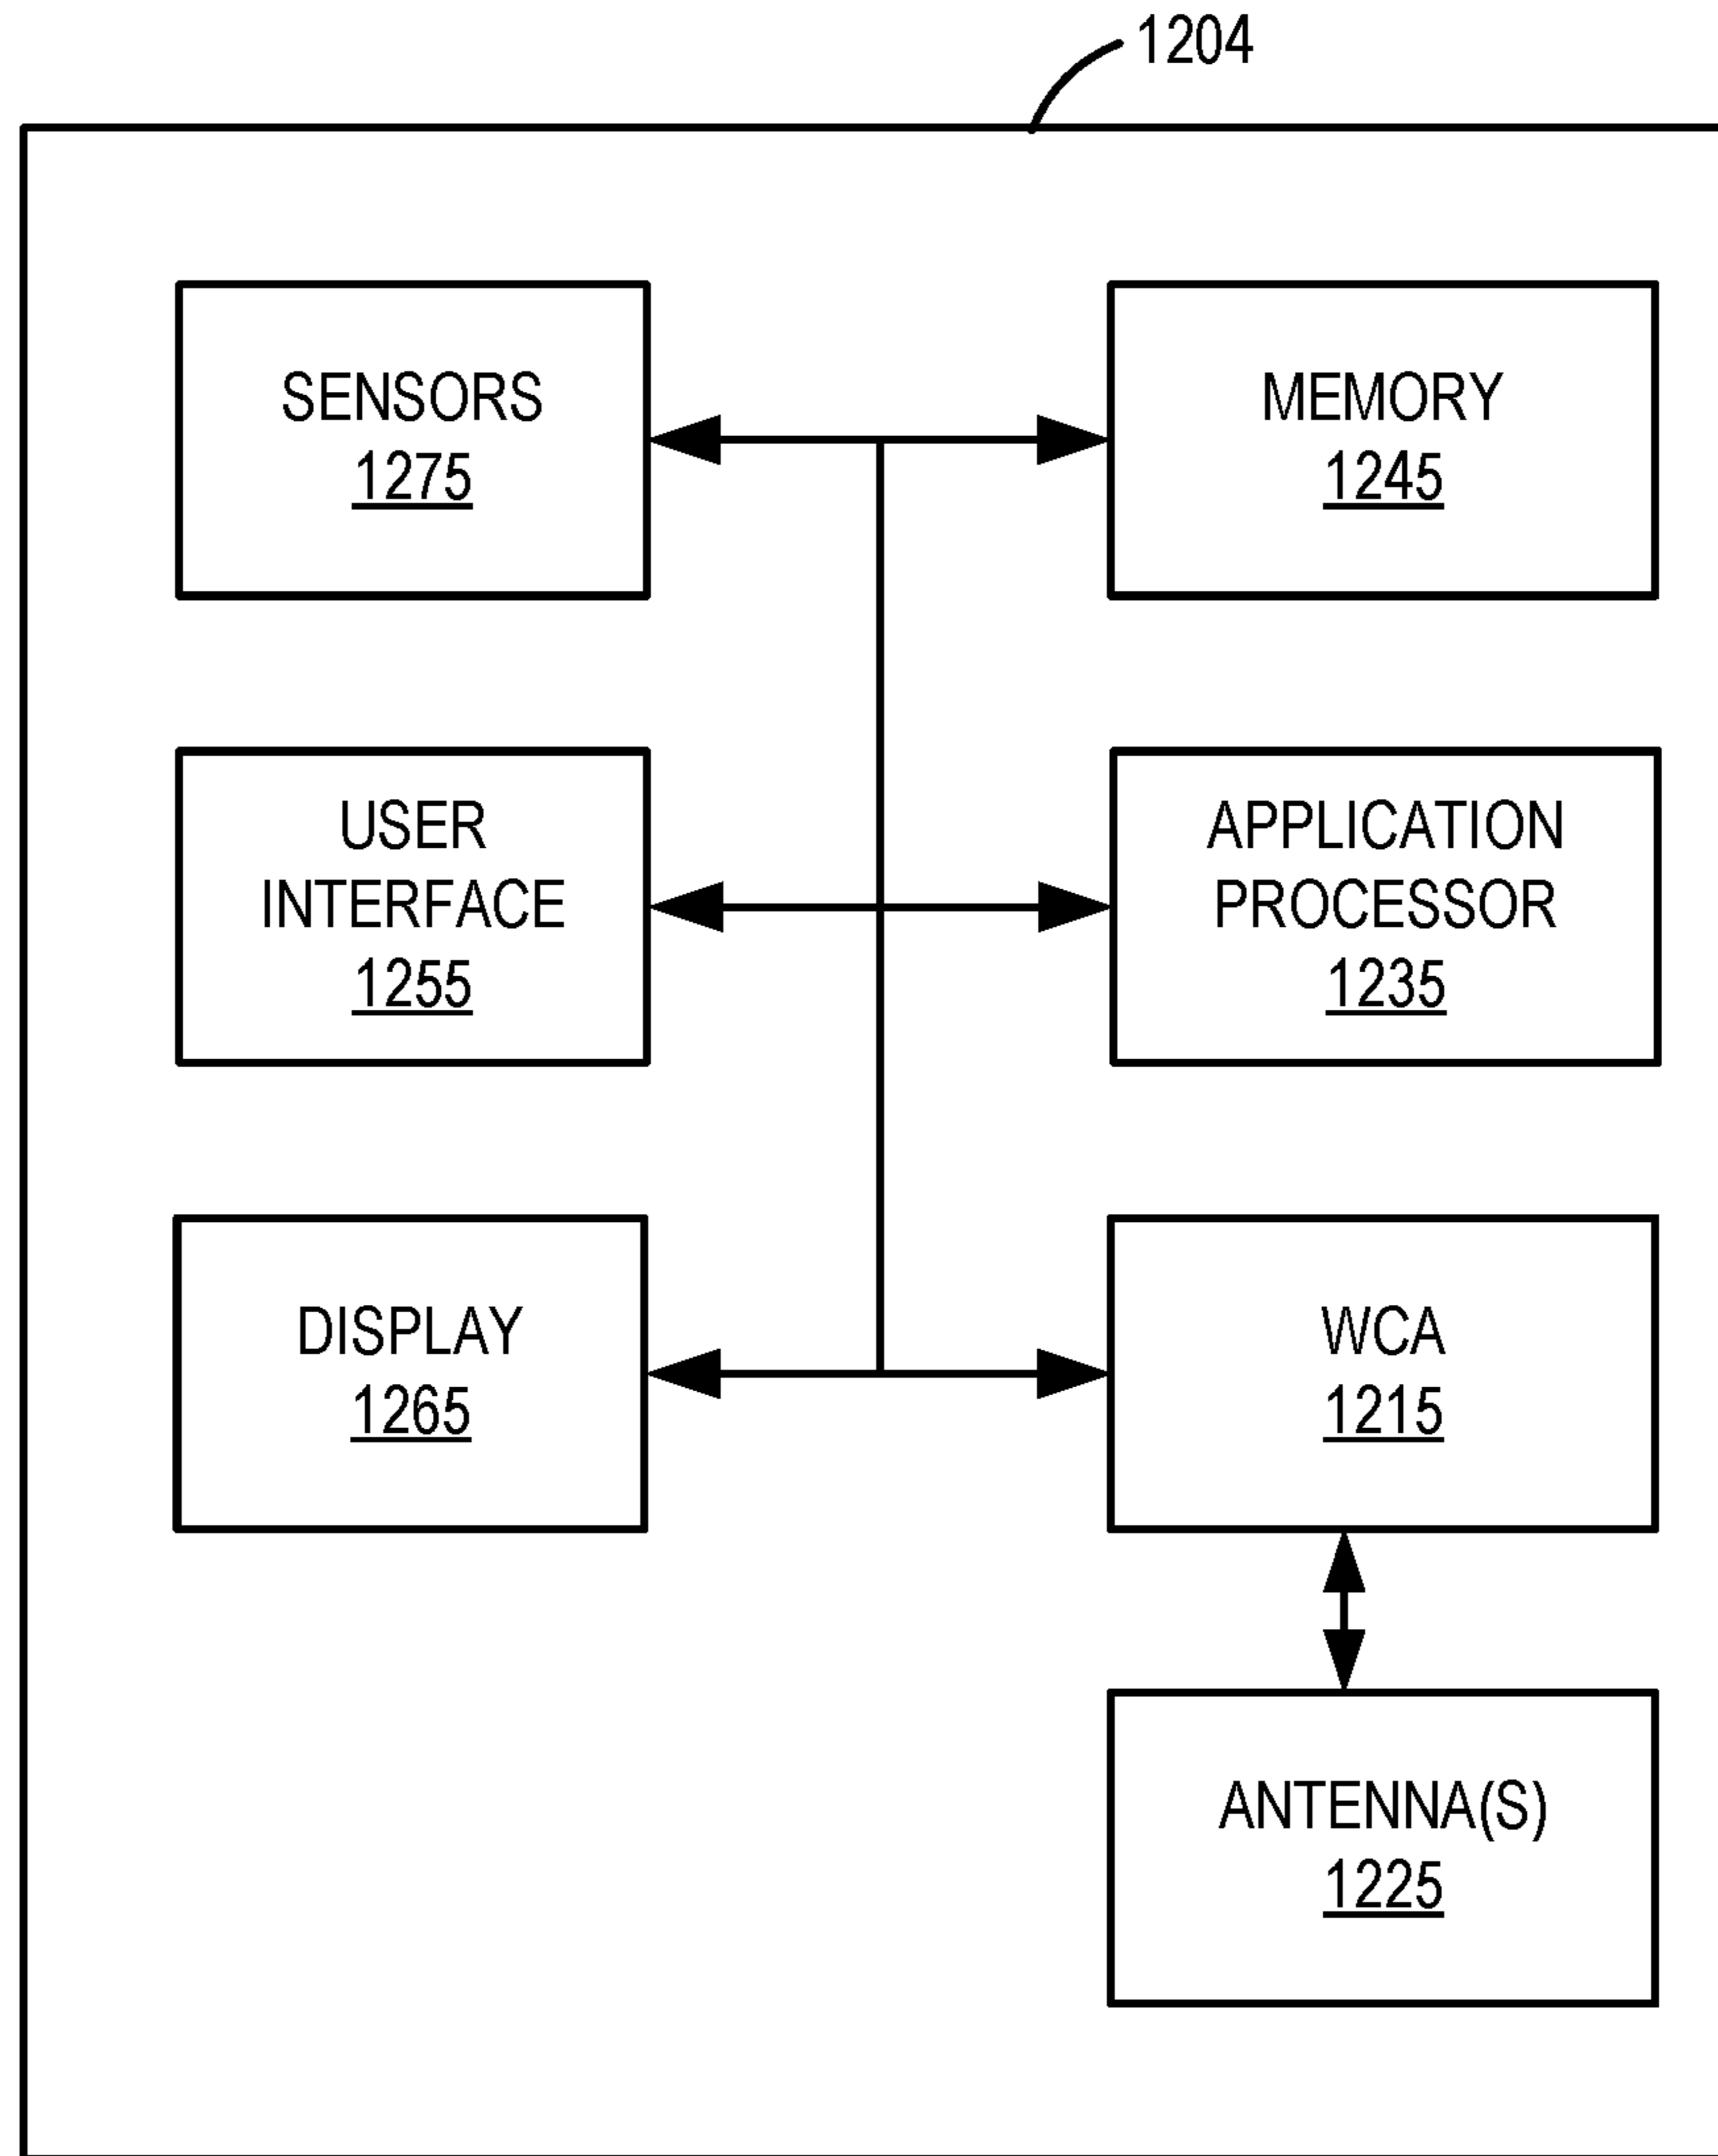 1204
SENSORS
1275
MEMORY
1245
USER
INTERFACE
1255
APPLICATION
PROCESSOR
1235
DISPLAY
1265
WCA
1215
ANTENNA(S)
1225